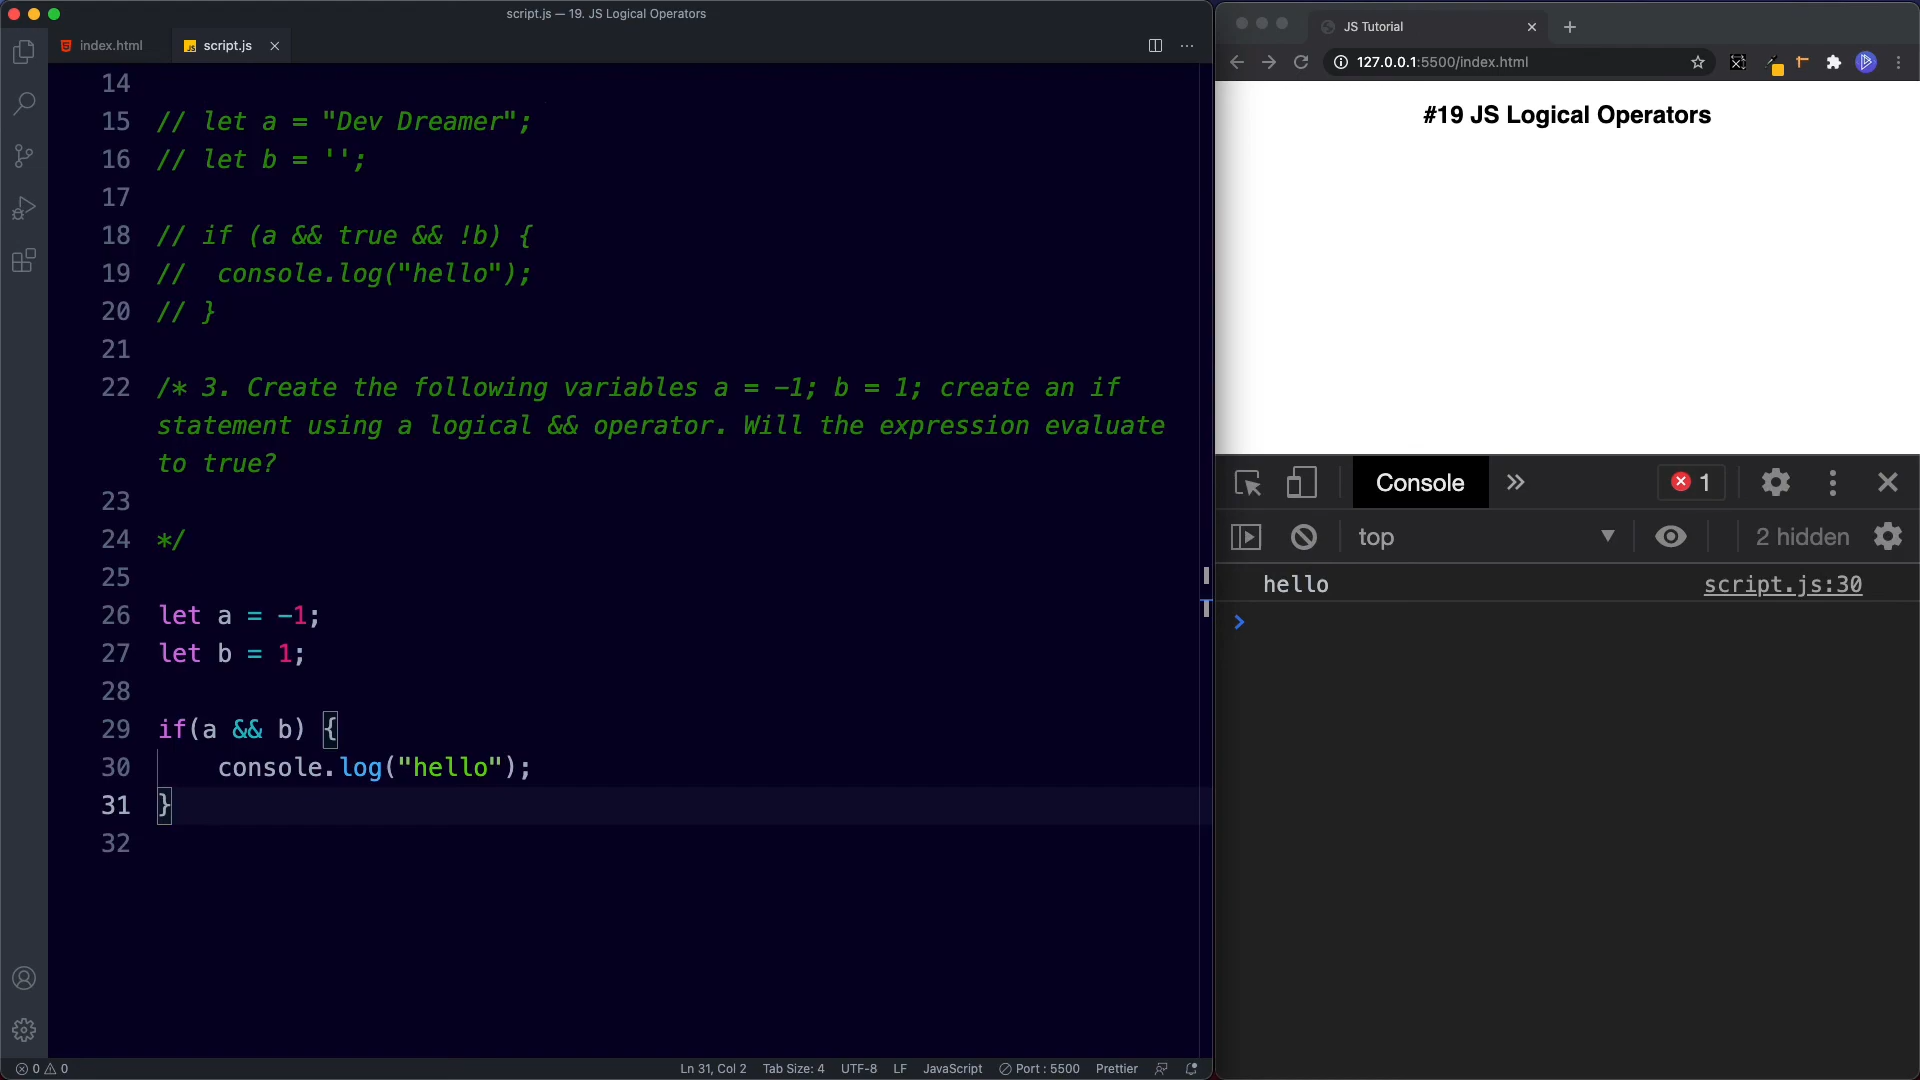 script.js — 19. JS Logical Operators
index.html
script.js
14
15 // let a = "Dev Dreamer";
16 // let b = '';
17
18 // if (a && true && !b) {
19 //  console.log("hello");
20 // }
21
22 /* 3. Create the following variables a = -1; b = 1; create an if
statement using a logical && operator. Will the expression evaluate
to true?
23
24 */
25
26 let a = -1;
27 let b = 1;
28
29 if(a && b) {
30     console.log("hello");
31 }
32
0 0
Ln 31, Col 2 Tab Size: 4 UTF-8 LF JavaScript Port : 5500 Prettier
JS Tutorial
127.0.0.1:5500/index.html
#19 JS Logical Operators
Console 1
top 2 hidden
hello script.js:30